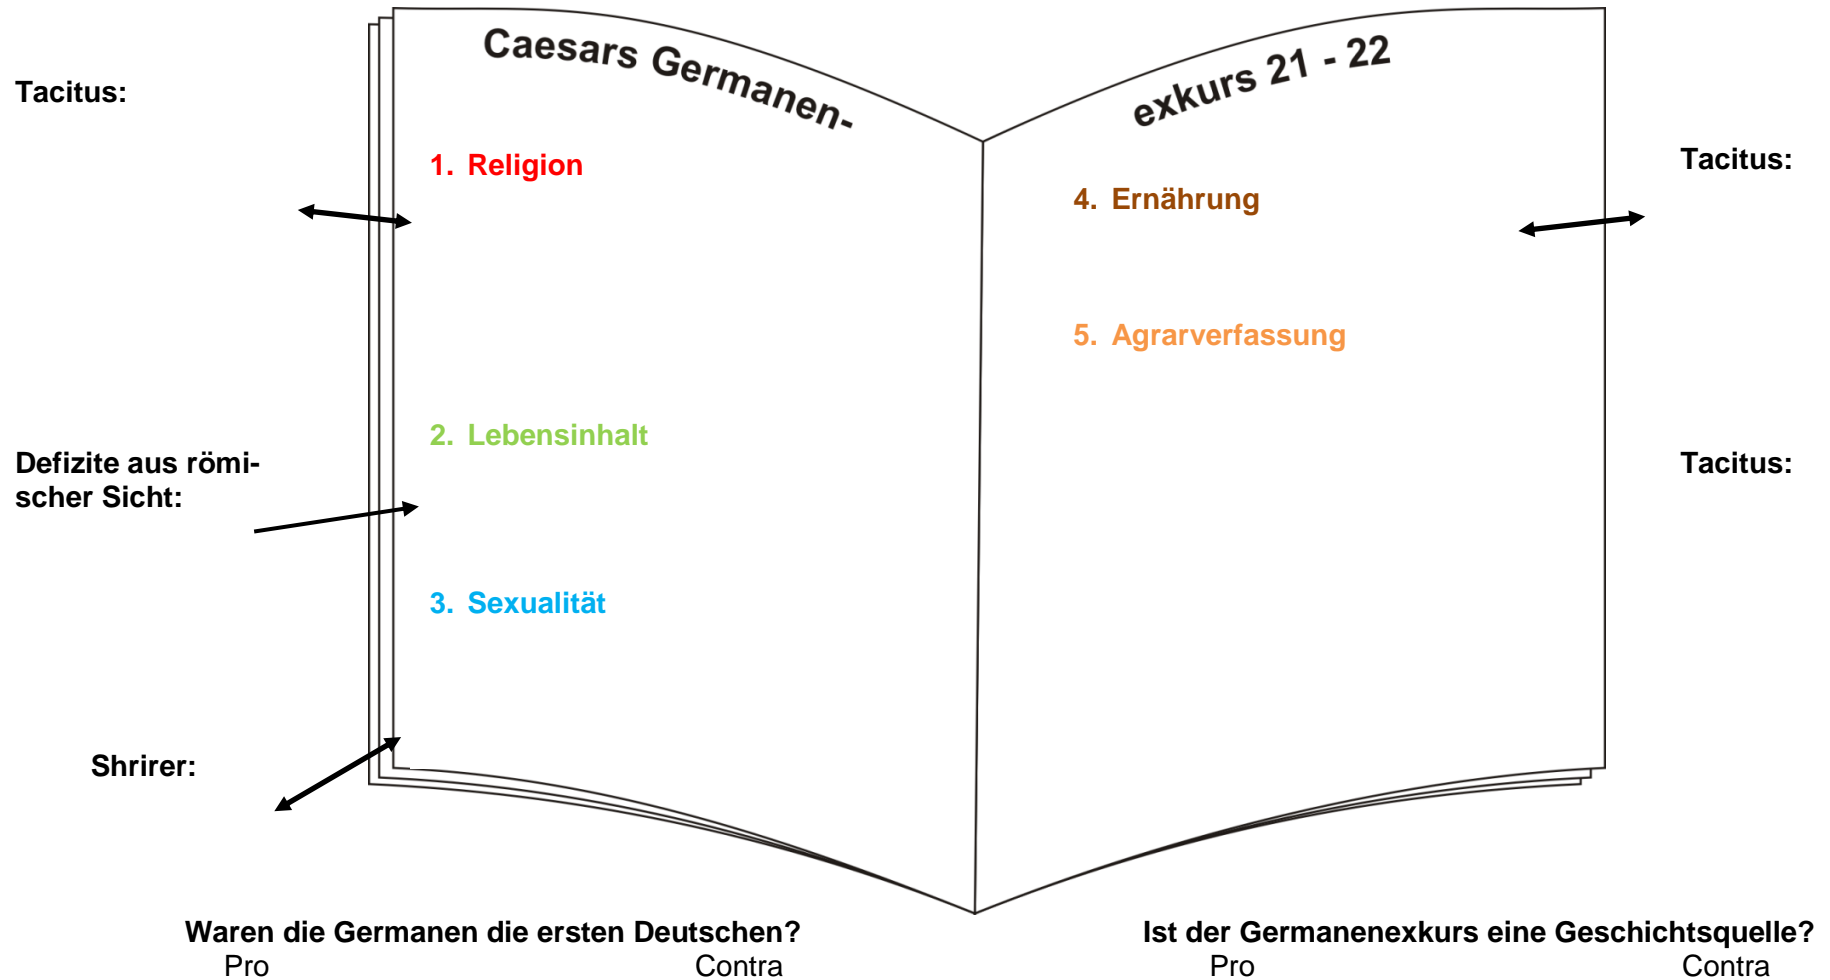 Caesars Germanen-
exkurs 21 - 22
Tacitus:
1. Religion
Tacitus:
4. Ernährung
5. Agrarverfassung
2. Lebensinhalt
Defizite aus römi-
scher Sicht:
Tacitus:
3. Sexualität
Shrirer:
Waren die Germanen die ersten Deutschen?
Pro Contra
Ist der Germanenexkurs eine Geschichtsquelle?
Pro Contra